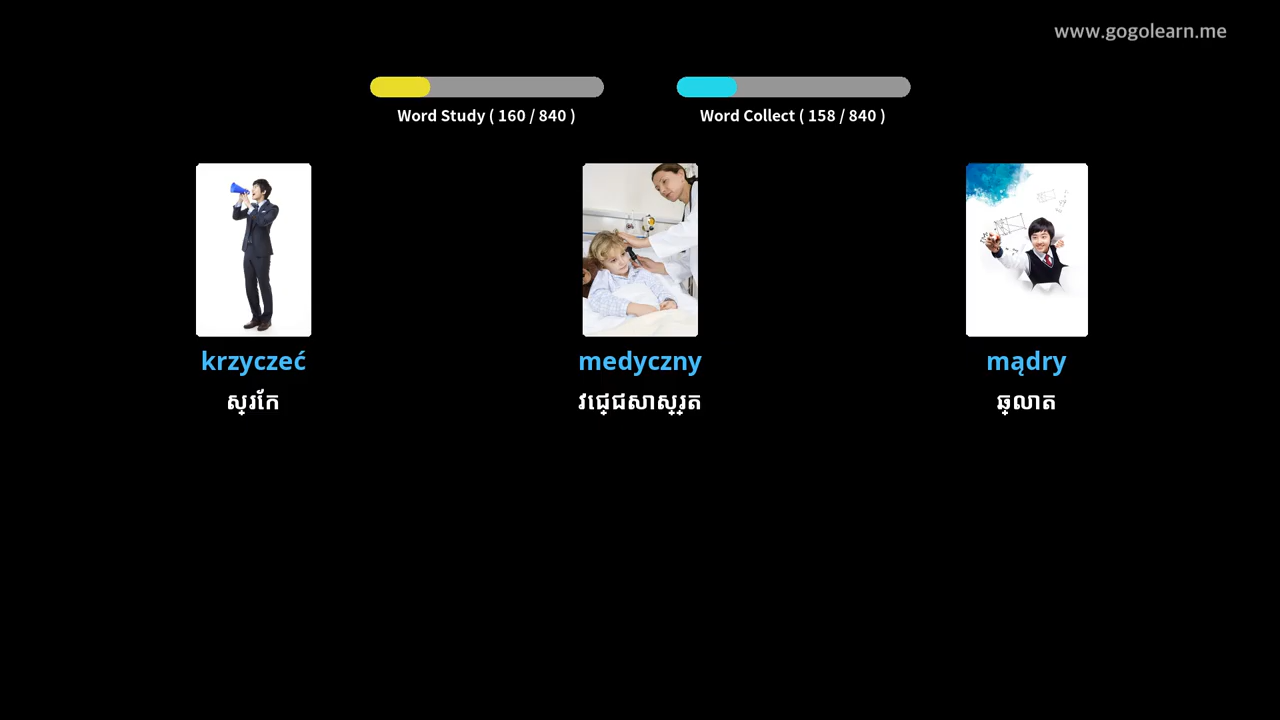 www.gogolearn.me
Word Study ( 160 / 840 )
Word Collect ( 158 / 840 )
krzyczeć
medyczny
mądry
ស្រែក
វេជ្ជសាស្រ្ត
ឆ្លាត